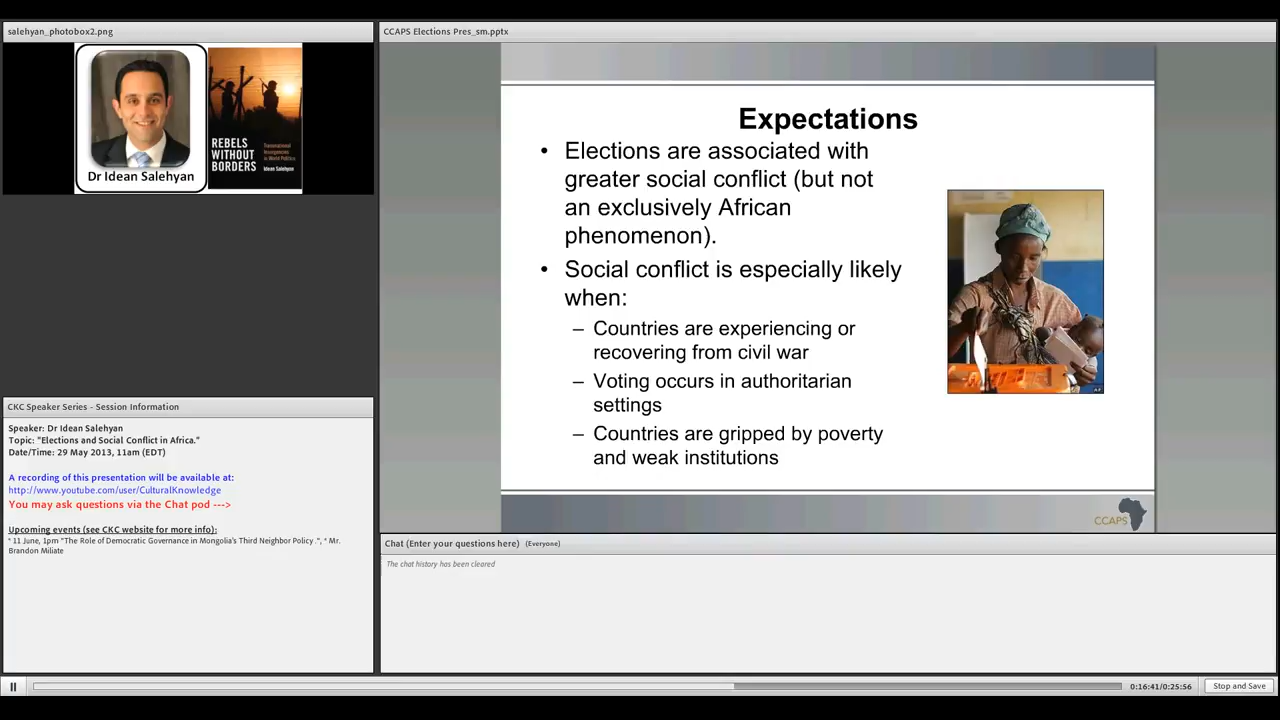 salehyan_photobox2.png
Dr Idean Salehyan
REBELS
WITHOUT
BORDERS
Transnational
Insurgencies
in World Politics
Idean Salehyan
CKC Speaker Series - Session Information
Speaker: Dr Idean Salehyan
Topic: "Elections and Social Conflict in Africa."
Date/Time: 29 May 2013, 11am (EDT)
A recording of this presentation will be available at:
http://www.youtube.com/user/CulturalKnowledge
You may ask questions via the Chat pod --->
Upcoming events (see CKC website for more info):
* 11 June, 1pm "The Role of Democratic Governance in Mongolia's Third Neighbor Policy .", * Mr.
Brandon Miliate
CCAPS Elections Pres_sm.pptx
Expectations
• Elections are associated with
greater social conflict (but not
an exclusively African
phenomenon).
• Social conflict is especially likely
when:
– Countries are experiencing or
recovering from civil war
– Voting occurs in authoritarian
settings
– Countries are gripped by poverty
and weak institutions
CCAPS
Chat (Enter your questions here) (Everyone)
The chat history has been cleared
0:16:41/0:25:56
Stop and Save